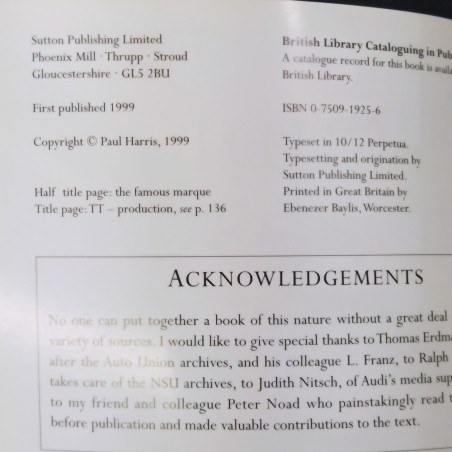 Sutton Publishing Limited
Phoenix Mill · Thrupp · Stroud
Gloucestershire · GL5 2BU
First published 1999
Copyright © Paul Harris, 1999
Half title page: the famous marque
Title page: TT – production, see p. 136
British Library Cataloguing in
A catalogue record for this book is
British Library.
ISBN 0-7509-1925-6
Typeset in 10/12 Perpetua.
Typesetting and origination by
Sutton Publishing Limited.
Printed in Great Britain by
Ebenezer Baylis, Worcester.
ACKNOWLEDGEMENTS
No one can put together a book of this nature without a great deal
variety of sources. I would like to give special thanks to Thomas
after the Auto Union archives, and his colleague L. Franz, to Ralph
takes care of the NSU archives, to Judith Nitsch, of Audi's media
to my friend and colleague Peter Noad who painstakingly read
before publication and made valuable contributions to the text.